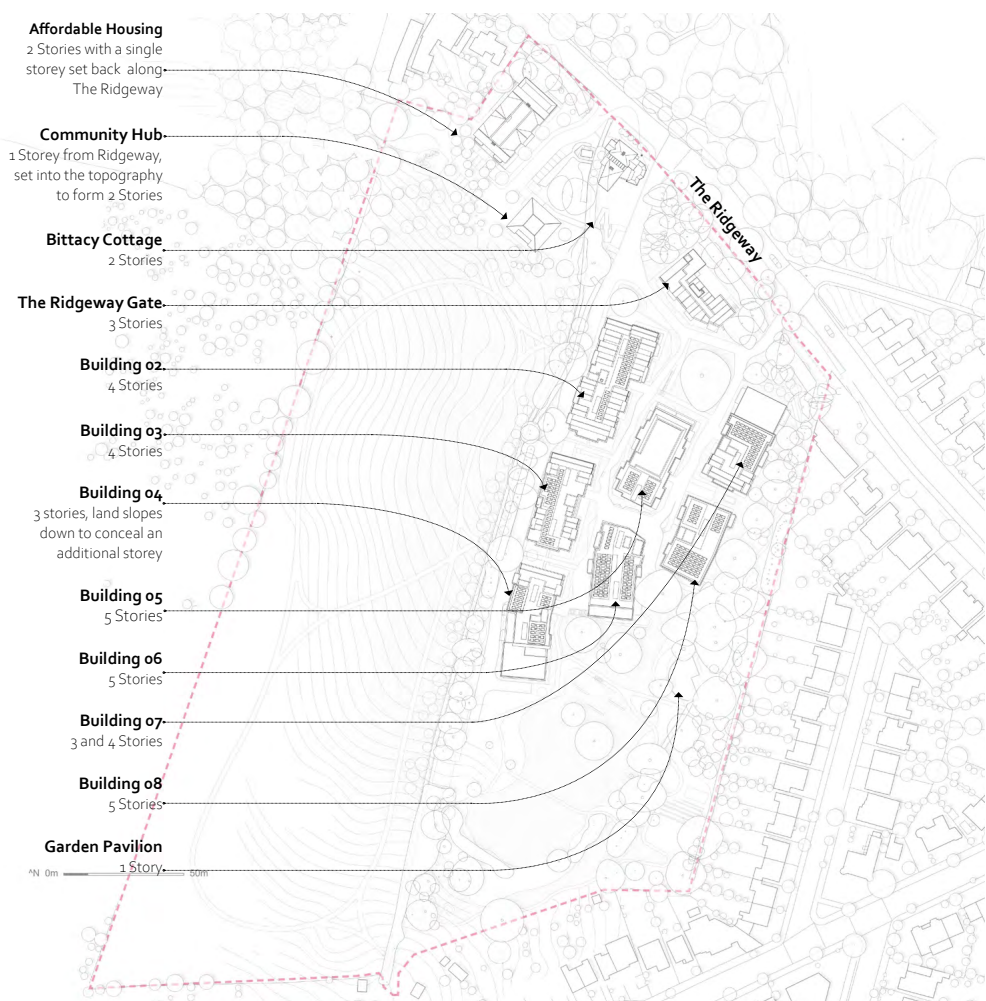 Affordable Housing
2 Stories with a single
storey set back along
The Ridgeway
Community Hub
1 Storey from Ridgeway,
set into the topography
to form 2 Stories
Bittacy Cottage
2 Stories
The Ridgeway Gate
3 Stories
Building 02
4 Stories
Building 03
4 Stories
Building 04
3 stories, land slopes
down to conceal an
additional storey
Building 05
5 Stories
Building 06
5 Stories
Building 07
3 and 4 Stories
Building 08
5 Stories
Garden Pavilion
1 Story
^N 0m 50m
The Ridgeway